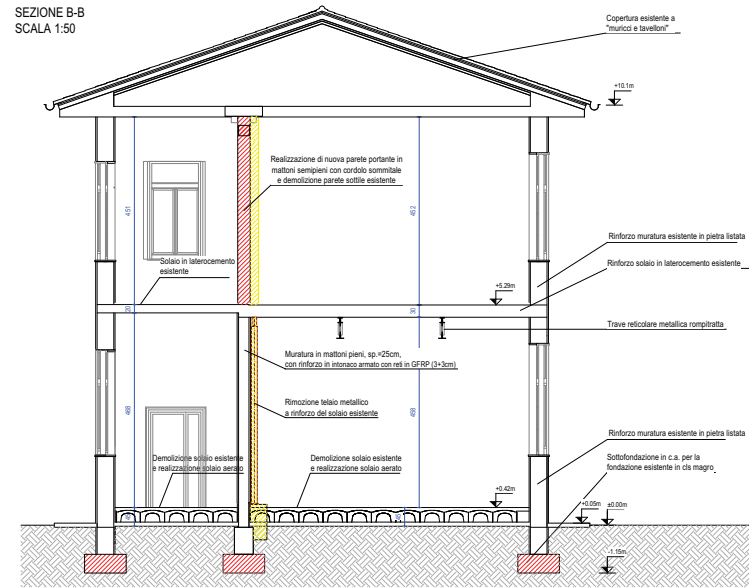 SEZIONE B-B
SCALA 1:50
Copertura esistente a
"muricci e tavelloni"
+10.1m
Realizzazione di nuova parete portante in
mattoni semipieni con cordolo sommitale
e demolizione parete sottile esistente
451
452
Rinforzo muratura esistente in pietra listata
Solaio in laterocemento
esistente
Rinforzo solaio in laterocemento esistente
+5.29m
20
30
Trave reticolare metallica rompitratta
Muratura in mattoni pieni, sp.=25cm,
con rinforzo in intonaco armato con reti in GFRP (3+3cm)
Rimozione telaio metallico
a rinforzo del solaio esistente
468
458
Rinforzo muratura esistente in pietra listata
Demolizione solaio esistente
e realizzazione solaio aerato
Demolizione solaio esistente
e realizzazione solaio aerato
Sottofondazione in c.a. per la
fondazione esistente in cls magro
+0.42m
+0.05m
±0.00m
-1.15m